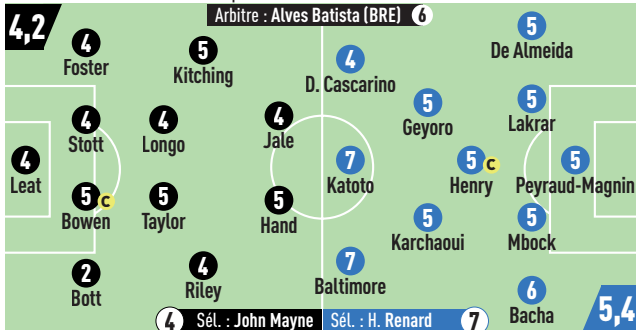 4,2
Arbitre : Alves Batista (BRE) 6
4 Foster
5 Kitching
4 Stott
4 Longo
4 Jale
4 Leat
5 C Bowen
5 Taylor
5 Hand
2 Bott
4 Riley
4 Sél. : John Mayne
4 D. Cascarino
5 De Almeida
5 Geyoro
5 Lakrar
7 Katoto
5 C Henry
5 Peyraud-Magnin
5 Karchaoui
5 Mbock
7 Baltimore
6 Bacha
Sél. : H. Renard 7
5,4